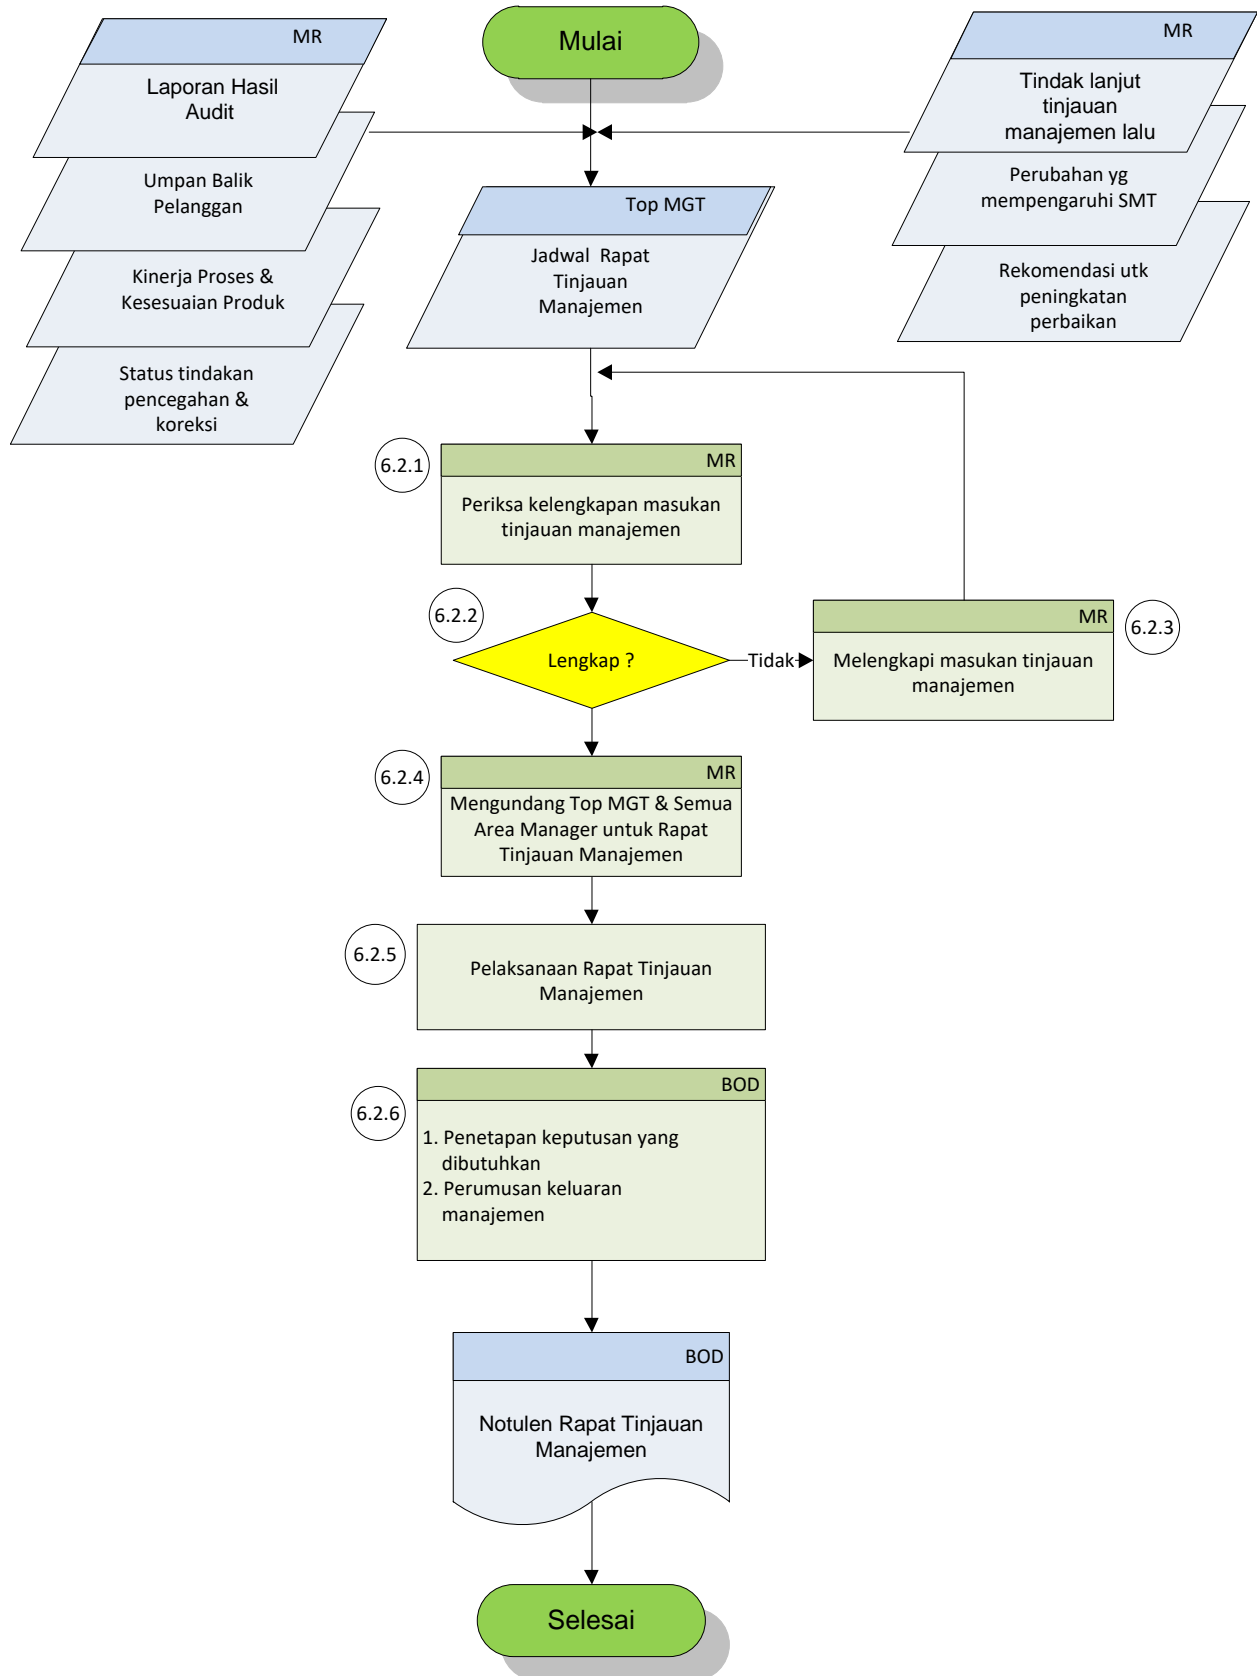 MR
Laporan Hasil
Audit
Umpan Balik
Pelanggan
Kinerja Proses &
Kesesuaian Produk
Status tindakan
pencegahan &
koreksi
Mulai
MR
Tindak lanjut
tinjauan
manajemen lalu
Perubahan yg
mempengaruhi SMT
Rekomendasi utk
peningkatan
perbaikan
Top MGT
Jadwal Rapat
Tinjauan
Manajemen
6.2.1
MR
Periksa kelengkapan masukan
tinjauan manajemen
6.2.2
Lengkap ?
Tidak
MR
6.2.3
Melengkapi masukan tinjauan
manajemen
6.2.4
MR
Mengundang Top MGT & Semua
Area Manager untuk Rapat
Tinjauan Manajemen
6.2.5
Pelaksanaan Rapat Tinjauan
Manajemen
6.2.6
BOD
1. Penetapan keputusan yang
dibutuhkan
2. Perumusan keluaran
manajemen
BOD
Notulen Rapat Tinjauan
Manajemen
Selesai